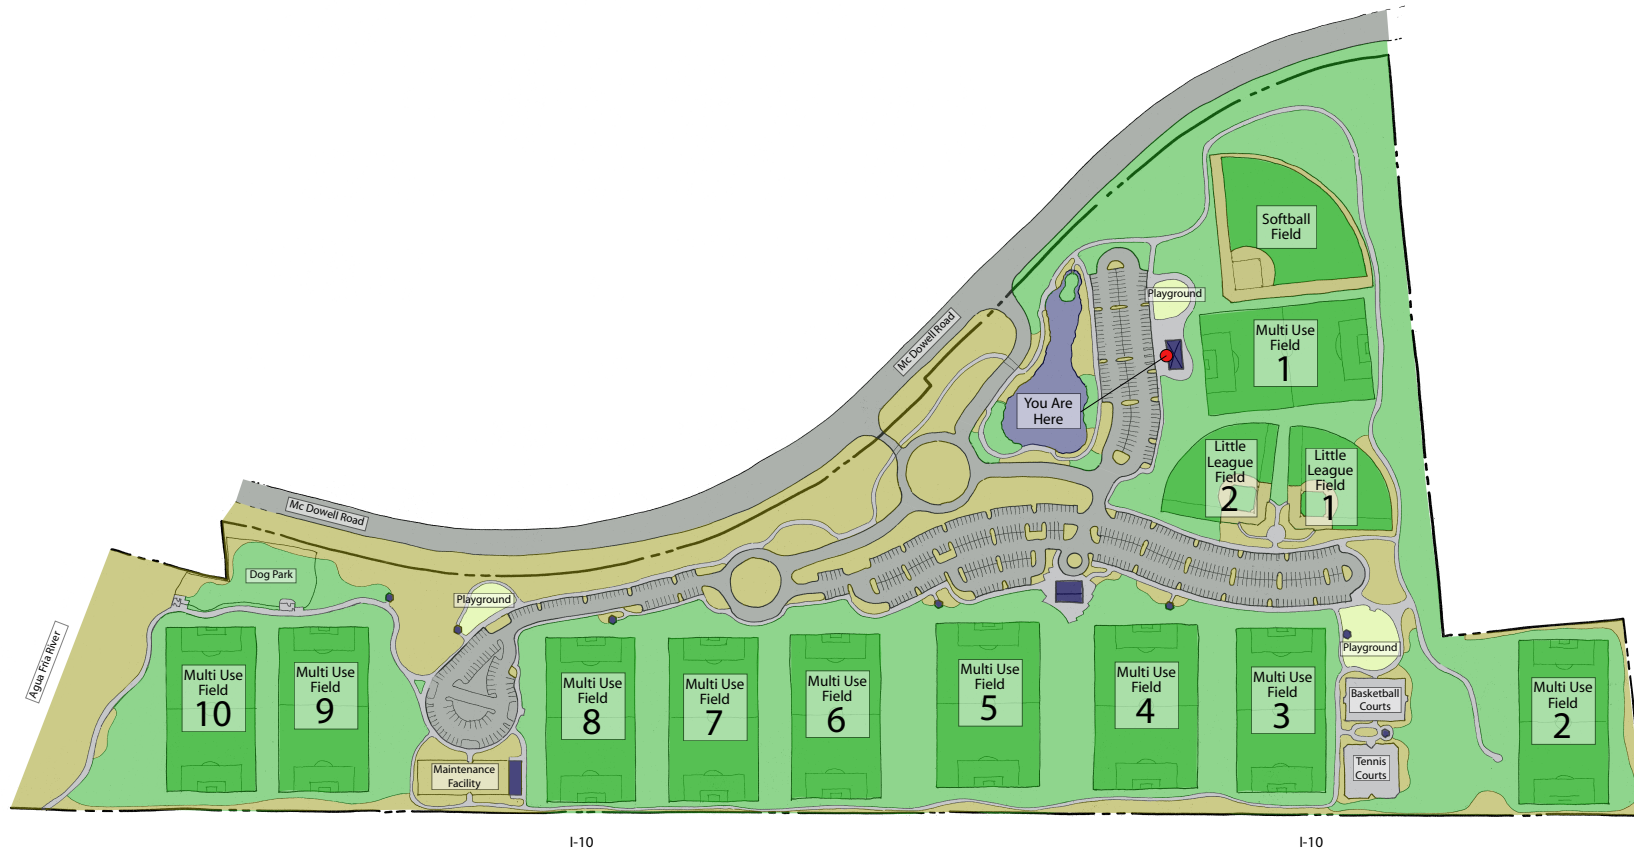 Softball
Field
Playground
Mc Dowell Road
Multi Use
Field
1
You Are
Here
Little
League
Field
2
Little
League
Field
1
Mc Dowell Road
Dog Park
Playground
Agua Fria River
Multi Use
Field
10
Multi Use
Field
9
Multi Use
Field
8
Multi Use
Field
7
Multi Use
Field
6
Multi Use
Field
5
Multi Use
Field
4
Multi Use
Field
3
Playground
Basketball
Courts
Tennis
Courts
Multi Use
Field
2
Maintenance
Facility
I-10
I-10